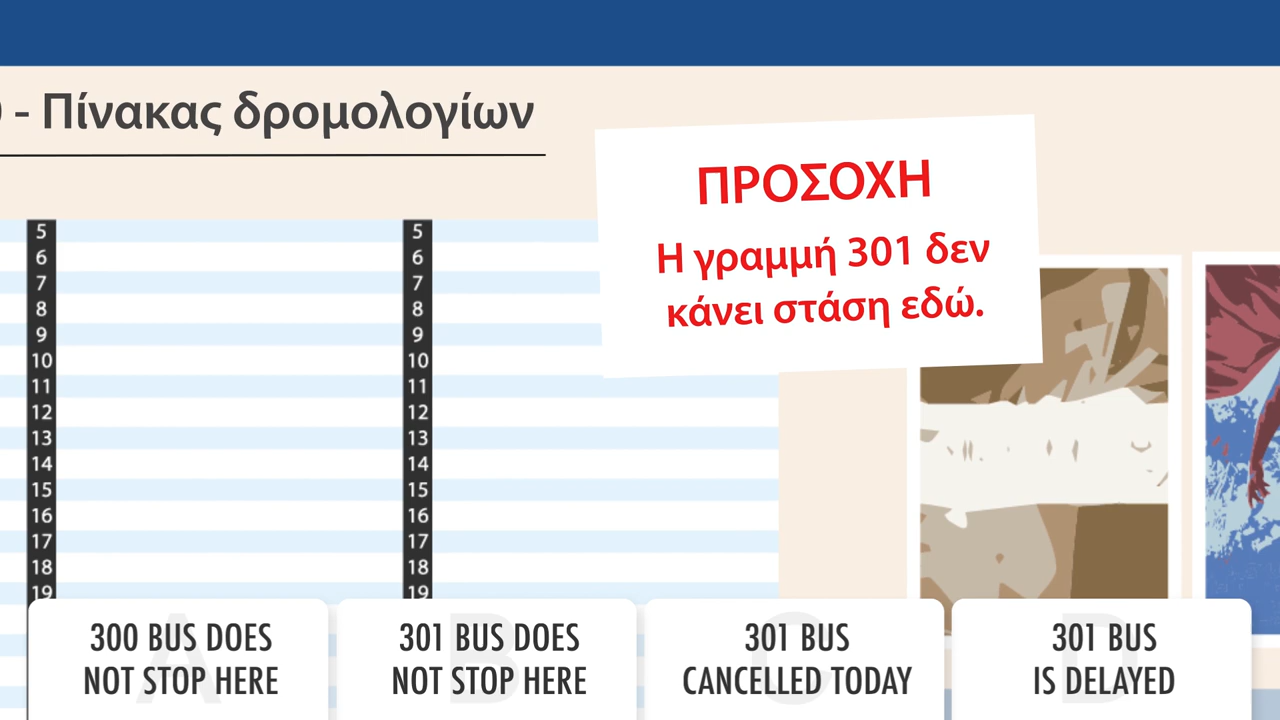 - Πίνακας δρομολογίων
ΠΡΟΣΟΧΗ
Η γραμμή 301 δεν
κάνει στάση εδώ.
5 5
6 6
7 7
8 8
9 9
10 10
11 11
12 12
13 13
14 14
15 15
16 16
17 17
18 18
19 19
A
300 BUS DOES
NOT STOP HERE
B
301 BUS DOES
NOT STOP HERE
C
301 BUS
CANCELLED TODAY
D
301 BUS
IS DELAYED